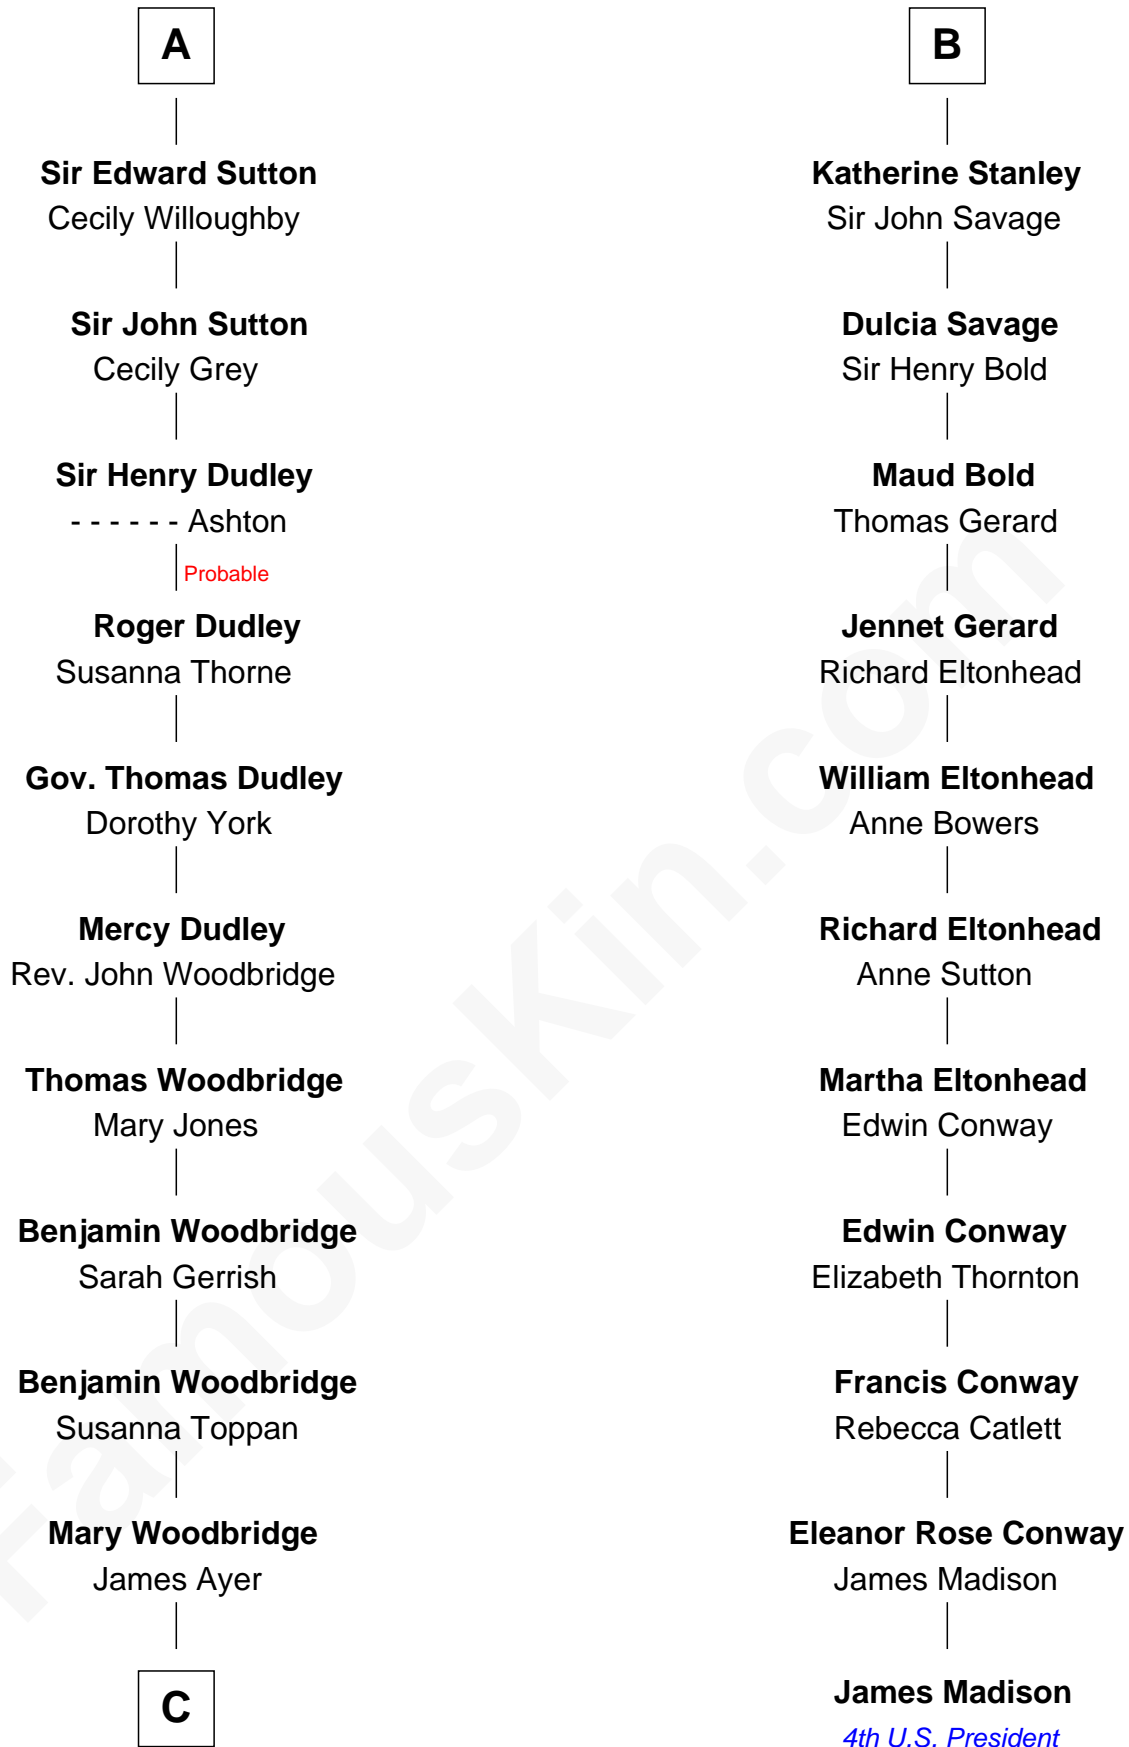 A
Sir Edward Sutton
Cecily Willoughby
Sir John Sutton
Cecily Grey
Sir Henry Dudley
- - - - - - Ashton
Probable
Roger Dudley
Susanna Thorne
Gov. Thomas Dudley
Dorothy York
Mercy Dudley
Rev. John Woodbridge
Thomas Woodbridge
Mary Jones
Benjamin Woodbridge
Sarah Gerrish
Benjamin Woodbridge
Susanna Toppan
Mary Woodbridge
James Ayer
C
B
Katherine Stanley
Sir John Savage
Dulcia Savage
Sir Henry Bold
Maud Bold
Thomas Gerard
Jennet Gerard
Richard Eltonhead
William Eltonhead
Anne Bowers
Richard Eltonhead
Anne Sutton
Martha Eltonhead
Edwin Conway
Edwin Conway
Elizabeth Thornton
Francis Conway
Rebecca Catlett
Eleanor Rose Conway
James Madison
James Madison
4th U.S. President
FamousKin.com